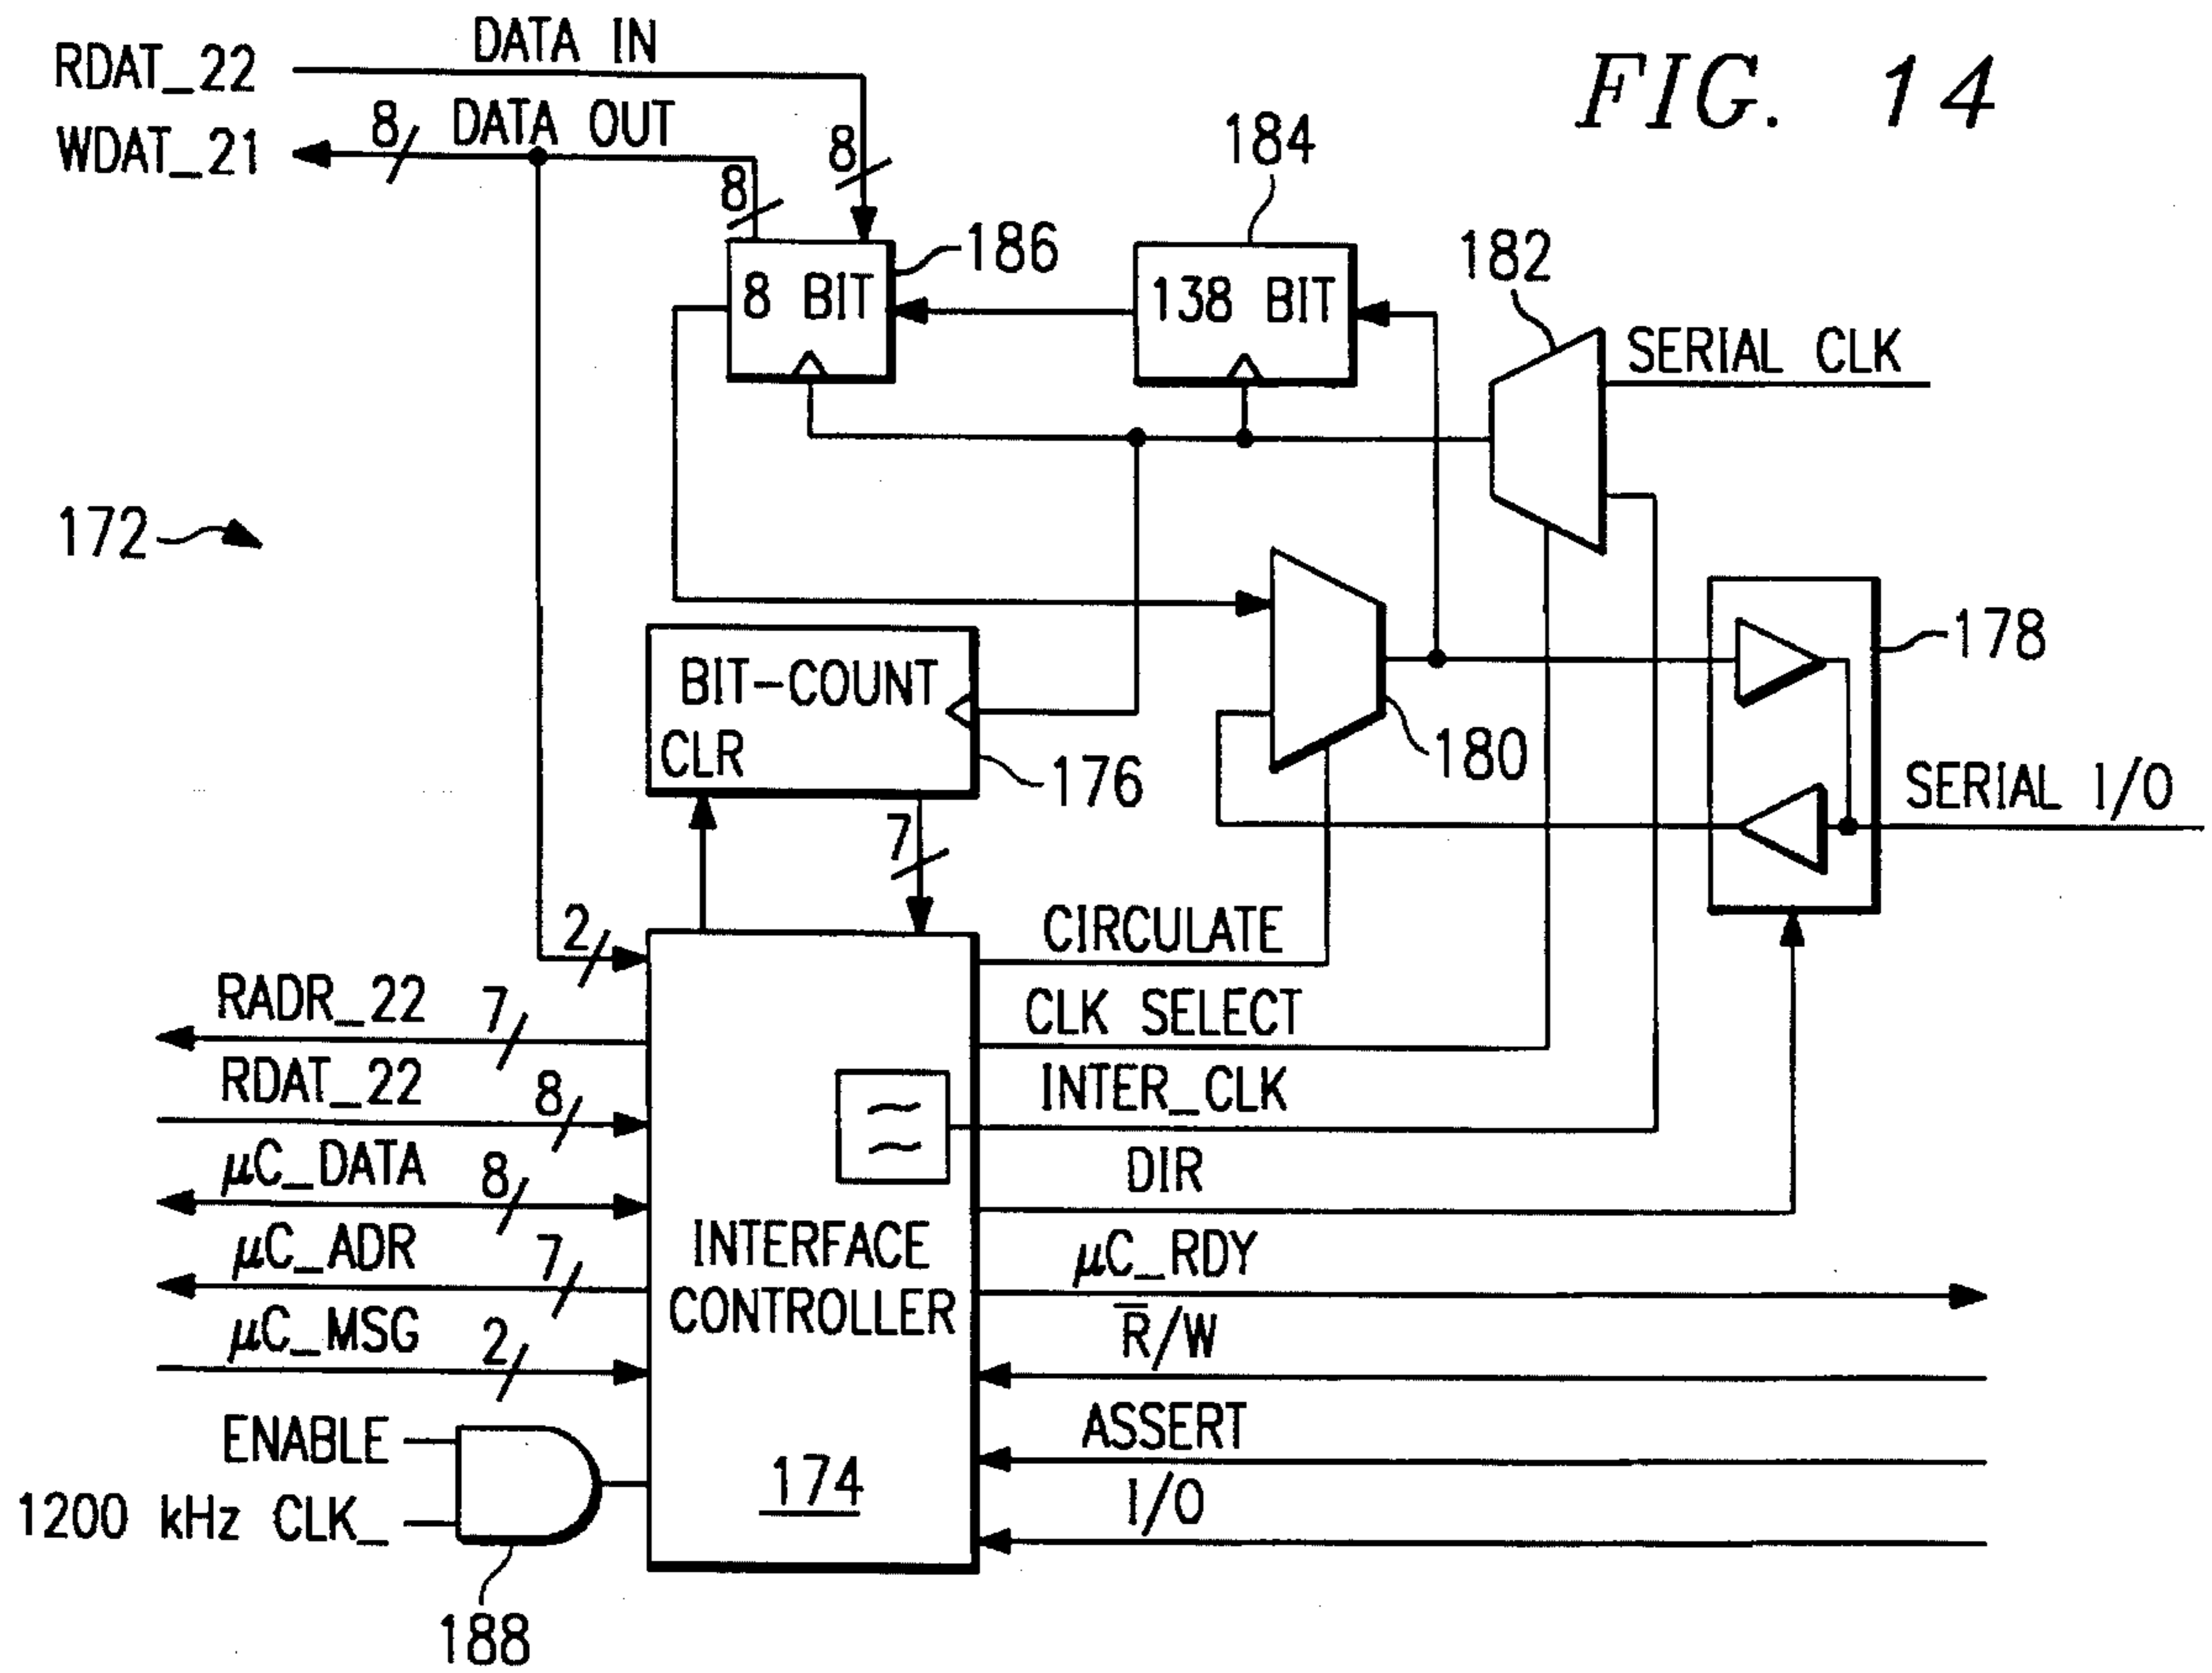 FIG. 14
RDAT_22
DATA IN
WDAT_21
8
DATA OUT
8
8
184
186
182
8 BIT
138 BIT
SERIAL CLK
172
178
BIT-COUNT
CLR
176
180
SERIAL I/O
7
2
CIRCULATE
RADR_22
7
CLK SELECT
RDAT_22
8
INTER_CLK
μC_DATA
8
DIR
μC_ADR
7
INTERFACE
CONTROLLER
μC_RDY
μC_MSG
2
R̅/W
ENABLE
ASSERT
1200 kHz CLK_
174
I/O
188